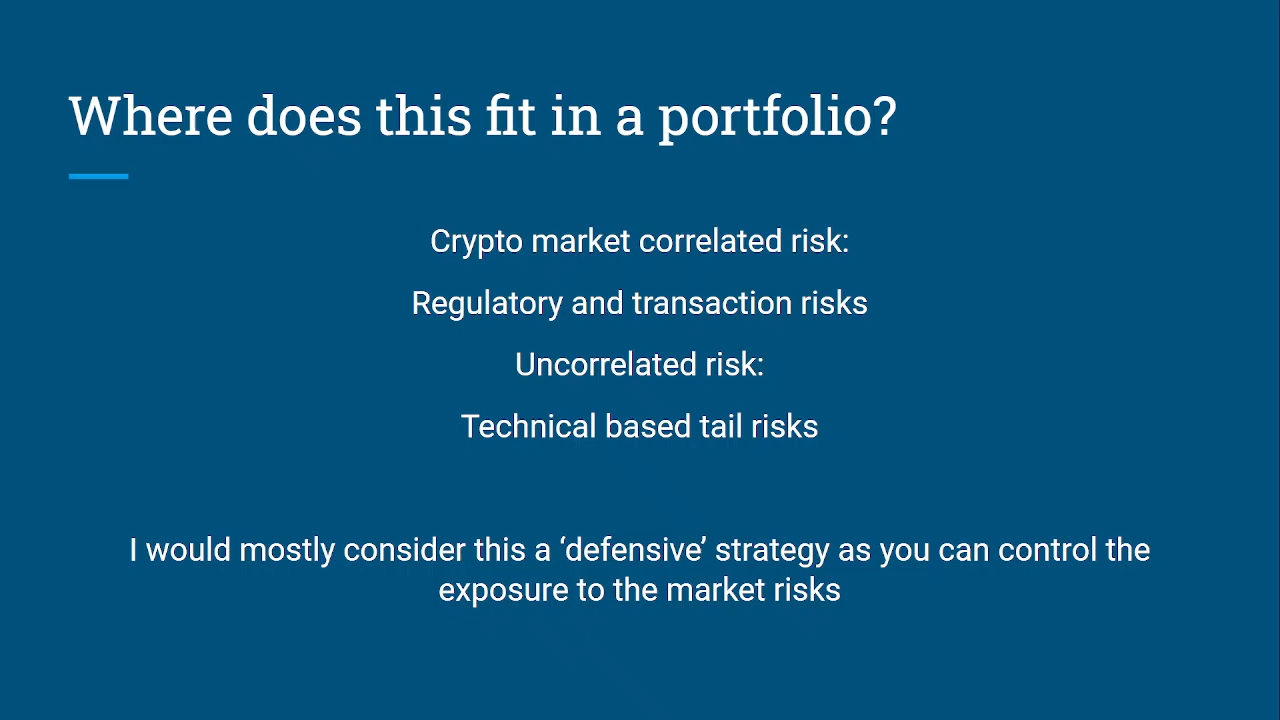 Where does this fit in a portfolio?
Crypto market correlated risk:
Regulatory and transaction risks
Uncorrelated risk:
Technical based tail risks
I would mostly consider this a ‘defensive’ strategy as you can control the
exposure to the market risks